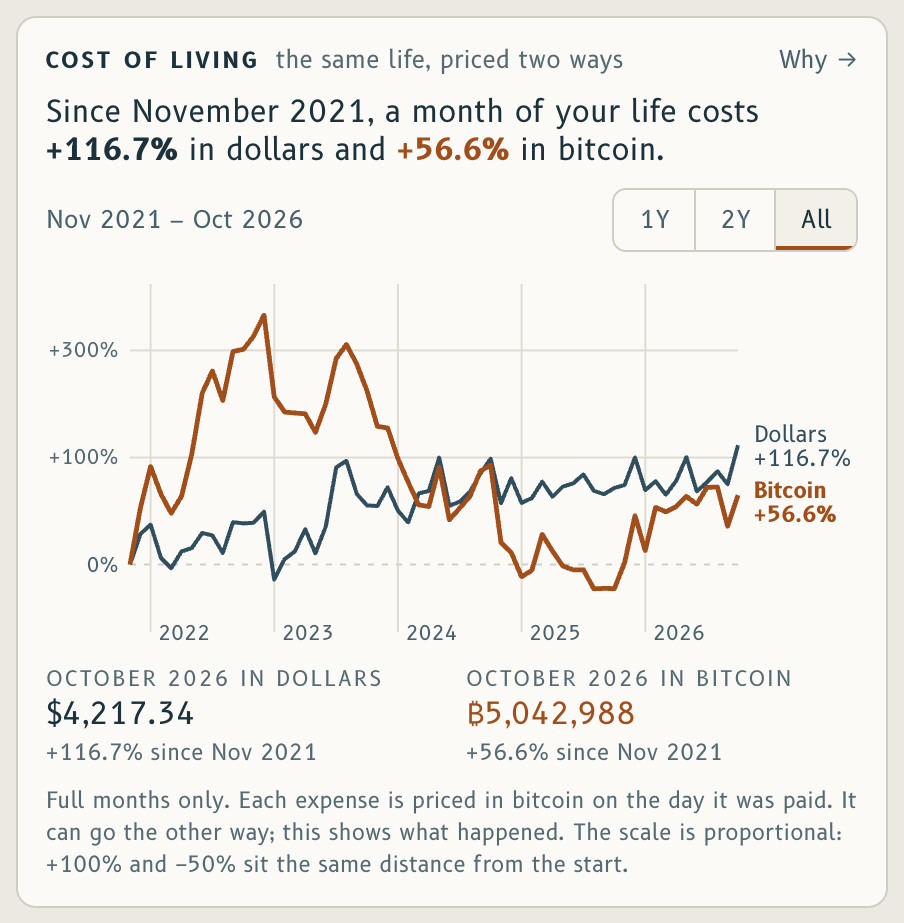 COST OF LIVING the same life, priced two ways
Why →
Since November 2021, a month of your life costs
+116.7% in dollars and +56.6% in bitcoin.
Nov 2021 – Oct 2026
1Y 2Y All
+300%
+100%
0%
Dollars
+116.7%
Bitcoin
+56.6%
2022 2023 2024 2025 2026
OCTOBER 2026 IN DOLLARS
$4,217.34
+116.7% since Nov 2021
OCTOBER 2026 IN BITCOIN
₿5,042,988
+56.6% since Nov 2021
Full months only. Each expense is priced in bitcoin on the day it was paid. It
can go the other way; this shows what happened. The scale is proportional:
+100% and −50% sit the same distance from the start.